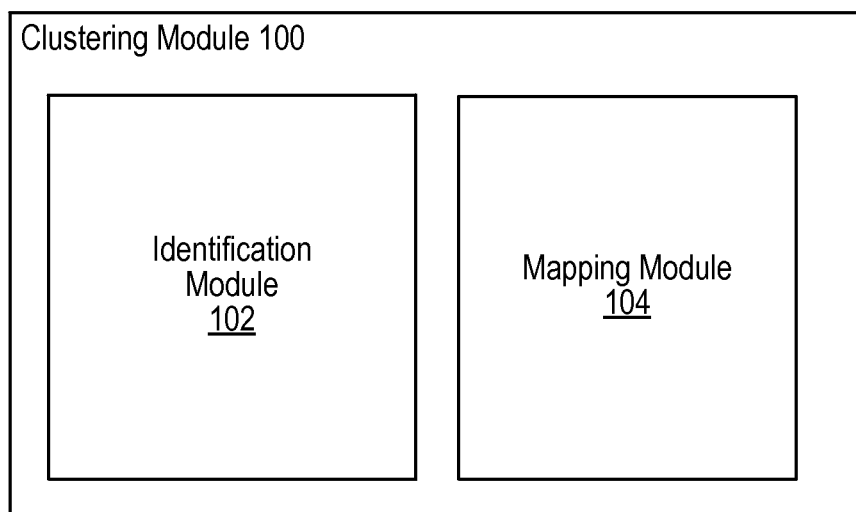 Clustering Module 100
Identification
Module
102
Mapping Module
104